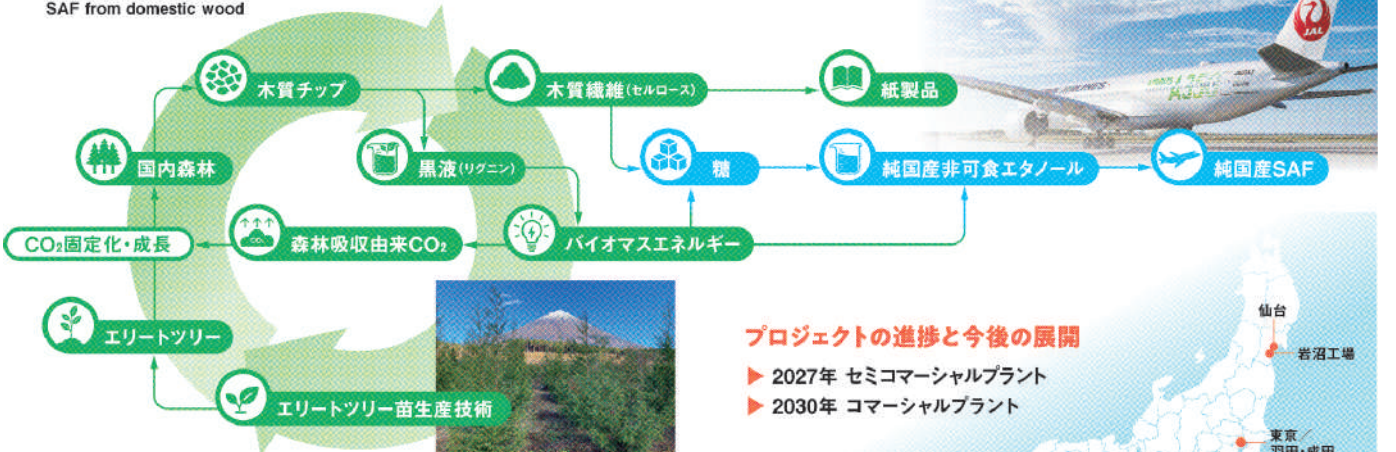 SAF from domestic wood
木質チップ
木質繊維(セルロース)
紙製品
JAL
国内森林
黒液(リグニン)
糖
純国産非可食エタノール
純国産SAF
CO₂固定化・成長
CO₂
森林吸収由来CO₂
バイオマスエネルギー
エリートツリー
エリートツリー苗生産技術
プロジェクトの進捗と今後の展開
▶ 2027年 セミコマーシャルプラント
▶ 2030年 コマーシャルプラント
仙台
岩沼工場
東京／
羽田・成田